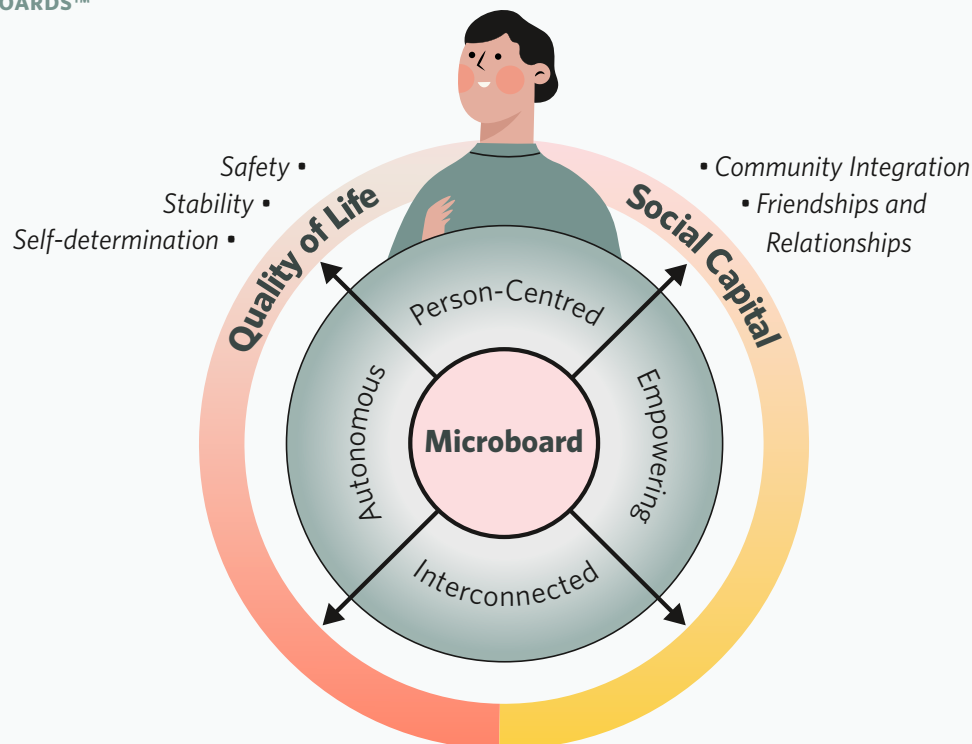 Safety •
Stability •
Self-determination •
Quality of Life
Social Capital
• Community Integration
• Friendships and
Relationships
Person-Centred
Autonomous
Microboard
Empowering
Interconnected